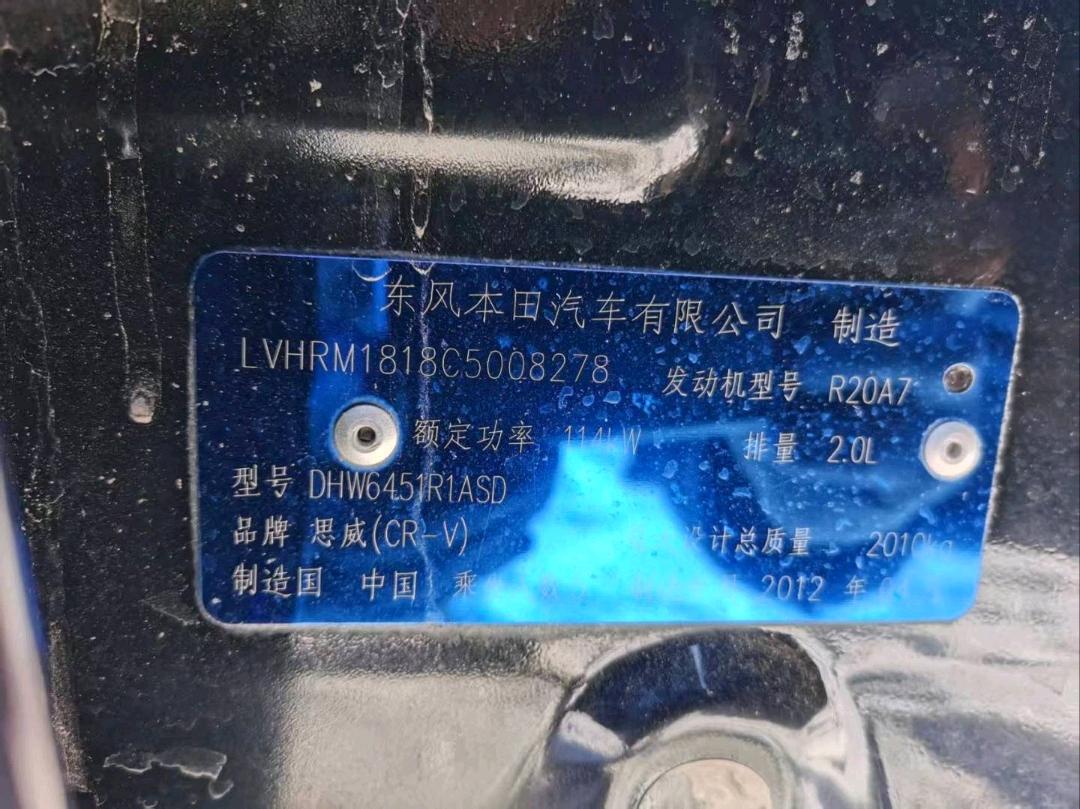 东风本田汽车有限公司 制造
LVHRM1818C5008278 发动机型号 R20A7
额定功率 114kW 排量 2.0L
型号 DHW6451R1ASD
品牌 思威(CR-V) 设计总质量 2010kg
制造国 中国 乘 2012 年